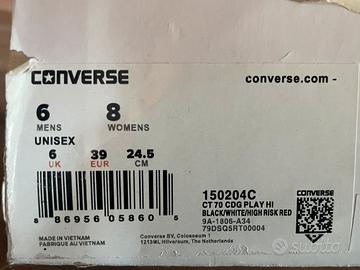 CONVERSE
converse.com -
6 8
MENS WOMENS
UNISEX
6 39 24.5
UK EUR CM
8 86956 05860 5
MADE IN VIETNAM
FABRIQUE AU VIETNAM
150204C
CT 70 CDG PLAY HI
BLACK/WHITE/HIGH RISK RED
9A-1806-A34
79DSQ5RT00004
Converse SV, Colosseum 1
1213ML Hilversum, The Netherlands
CONVERSE
subito